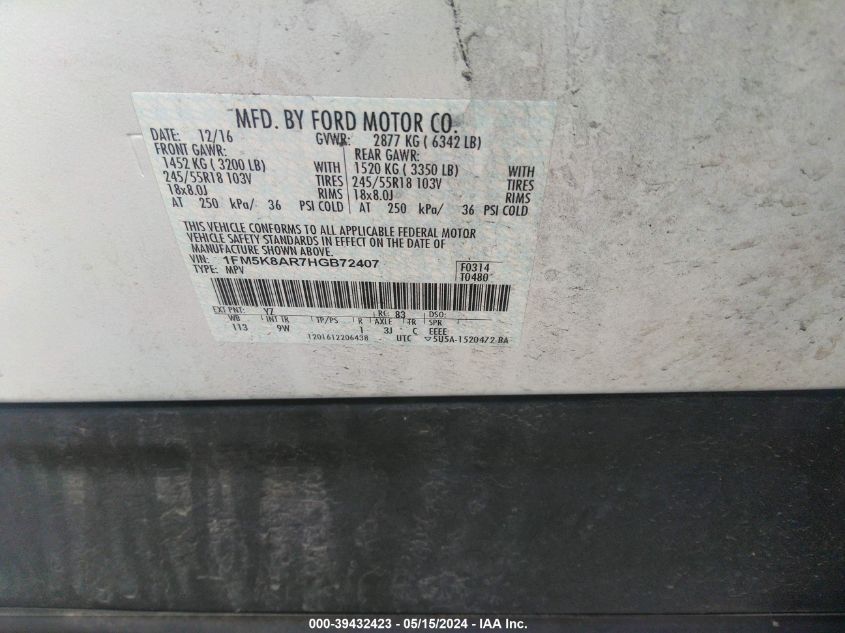 MFD. BY FORD MOTOR CO.
DATE: 12/16 GVWR: 2877 KG ( 6342 LB)
FRONT GAWR: REAR GAWR:
1452 KG ( 3200 LB) WITH 1520 KG ( 3350 LB) WITH
245/55R18 103V TIRES 245/55R18 103V TIRES
18x8.0J RIMS 18x8.0J RIMS
AT 250 kPa/ 36 PSI COLD AT 250 kPa/ 36 PSI COLD
THIS VEHICLE CONFORMS TO ALL APPLICABLE FEDERAL MOTOR
VEHICLE SAFETY STANDARDS IN EFFECT ON THE DATE OF
MANUFACTURE SHOWN ABOVE.
VIN: 1FM5K8AR7HGB72407 F0314
TYPE: MPV T0480
EXT PNT: YZ RC: 83 DSO:
WB INT TR TP/PS R AXLE TR SPR
113 9W 1 3J C EEEE
1201612206438 UTC ▽5U5A-1520472-BA
000-39432423 - 05/15/2024 - IAA Inc.